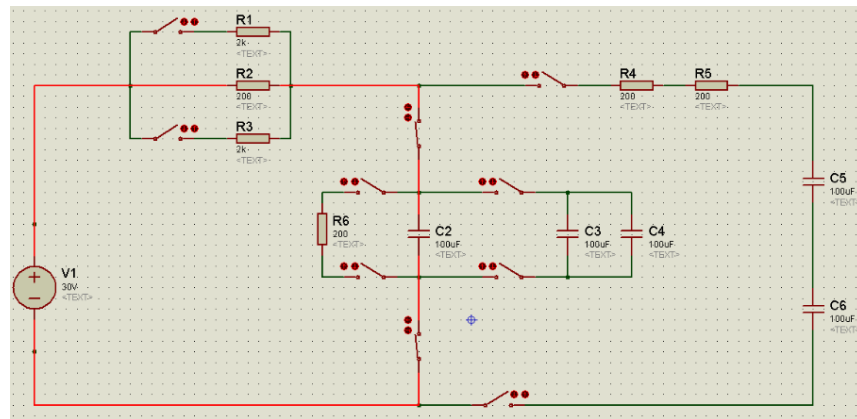 R1
2k
<TEXT>
R2
200
<TEXT>
R3
2k
<TEXT>
R4
200
<TEXT>
R5
200
<TEXT>
C5
100uF
<TEXT>
R6
200
<TEXT>
C2
100uF
<TEXT>
C3
100uF
<TEXT>
C4
100uF
<TEXT>
V1
30V
<TEXT>
C6
100uF
<TEXT>